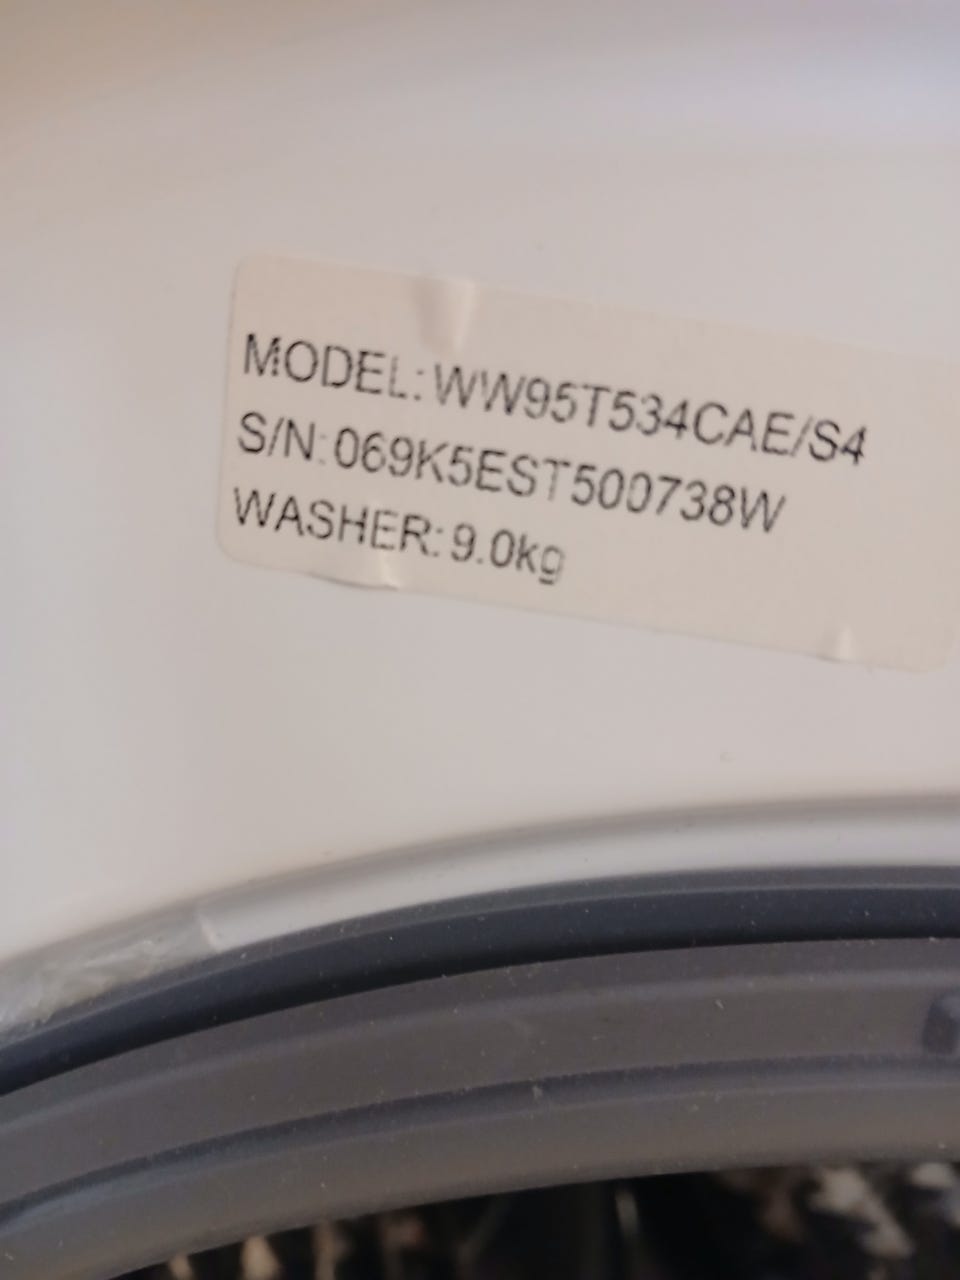 MODEL: WW95T534CAE/S4
S/N: 069K5EST500738W
WASHER: 9.0kg